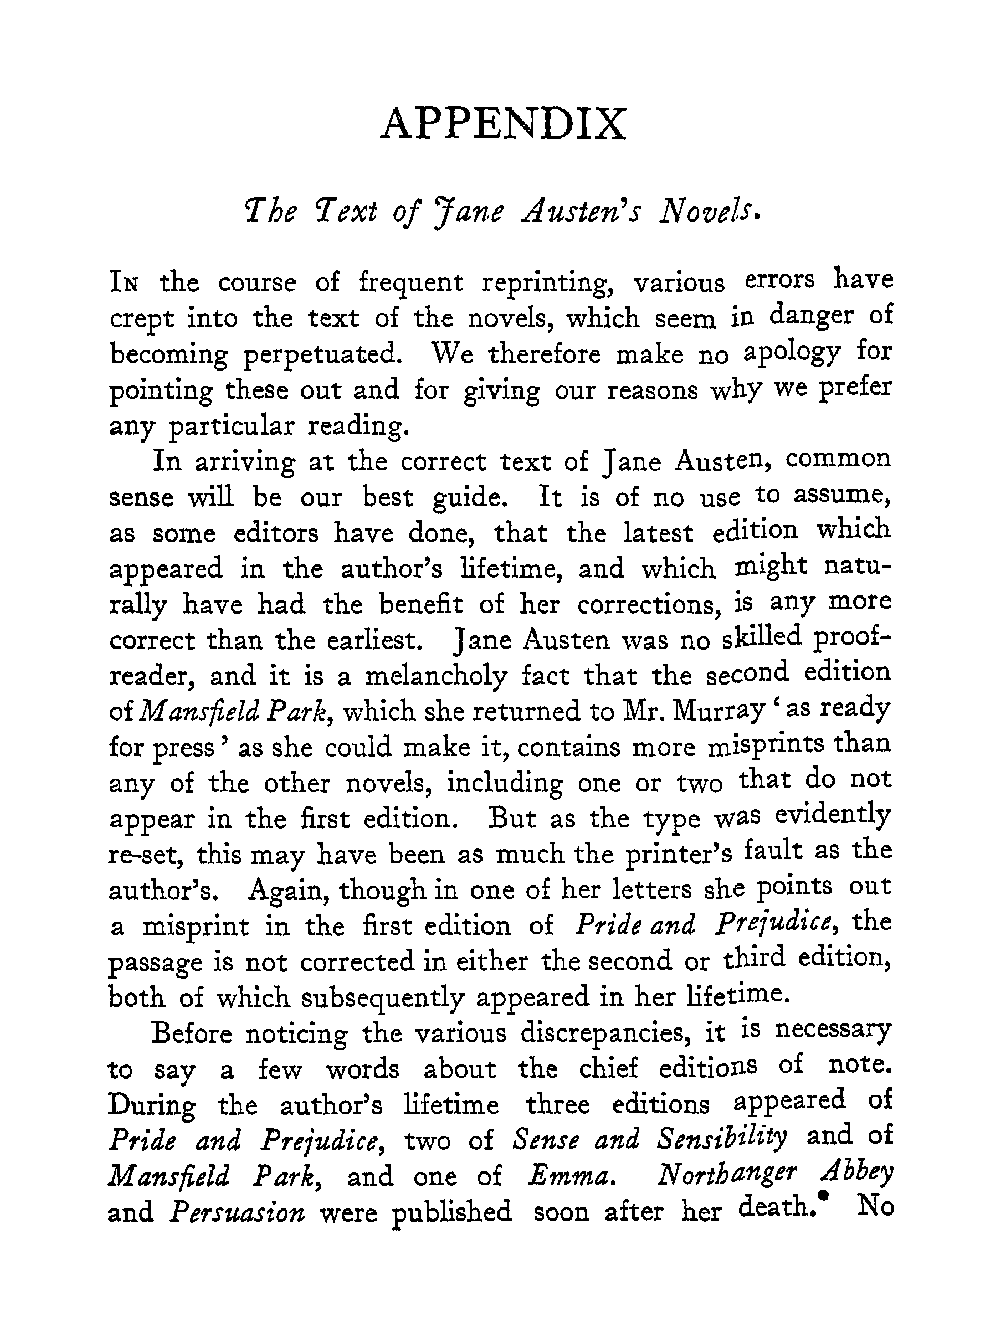 APPENDIX
The Text of Jane Austen's Novels.
IN the course of frequent reprinting, various errors have
crept into the text of the novels, which seem in danger of
becoming perpetuated. We therefore make no apology for
pointing these out and for giving our reasons why we prefer
any particular reading.
In arriving at the correct text of Jane Austen, common
sense will be our best guide. It is of no use to assume,
as some editors have done, that the latest edition which
appeared in the author's lifetime, and which might natu-
rally have had the benefit of her corrections, is any more
correct than the earliest. Jane Austen was no skilled proof-
reader, and it is a melancholy fact that the second edition
of Mansfield Park, which she returned to Mr. Murray ‘ as ready
for press ’ as she could make it, contains more misprints than
any of the other novels, including one or two that do not
appear in the first edition. But as the type was evidently
re-set, this may have been as much the printer's fault as the
author's. Again, though in one of her letters she points out
a misprint in the first edition of Pride and Prejudice, the
passage is not corrected in either the second or third edition,
both of which subsequently appeared in her lifetime.
Before noticing the various discrepancies, it is necessary
to say a few words about the chief editions of note.
During the author's lifetime three editions appeared of
Pride and Prejudice, two of Sense and Sensibility and of
Mansfield Park, and one of Emma. Northanger Abbey
and Persuasion were published soon after her death. No